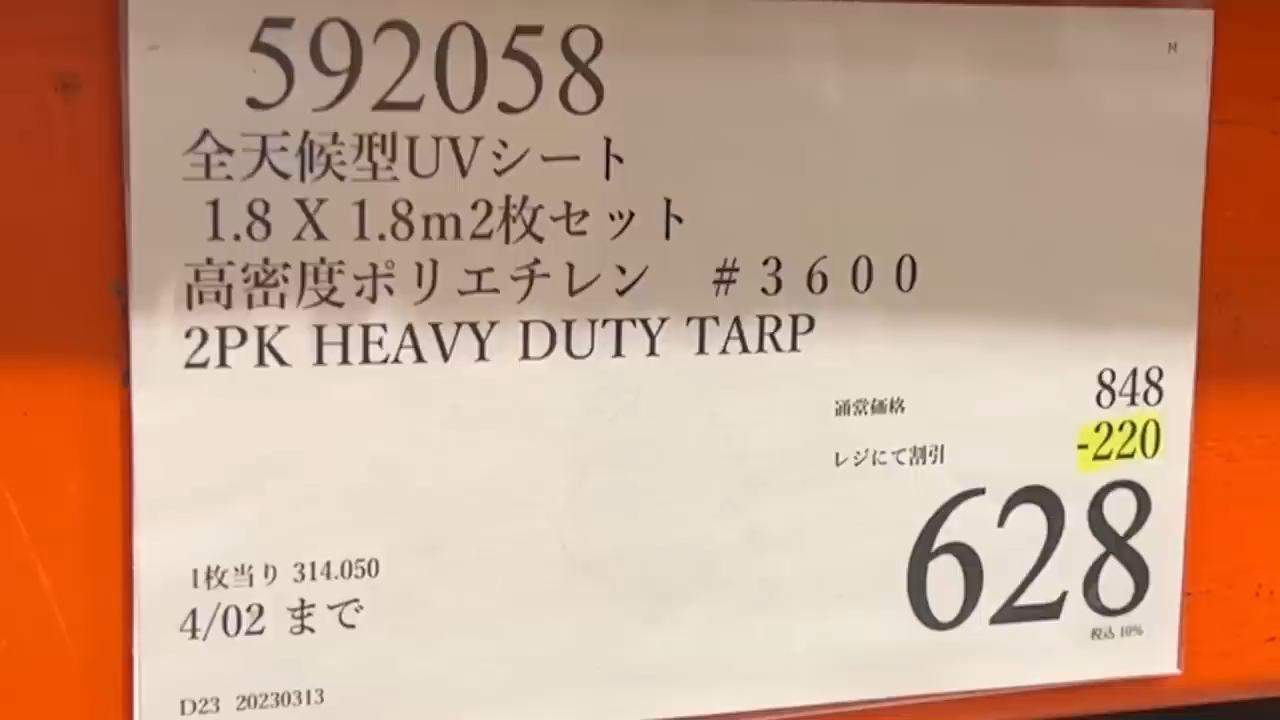 592058
M
全天候型UVシート
1.8 X 1.8m2枚セット
高密度ポリエチレン　#3600
2PK HEAVY DUTY TARP
通常価格 848
レジにて割引 -220
628
税込 10%
1枚当り 314.050
4/02 まで
D23 20230313